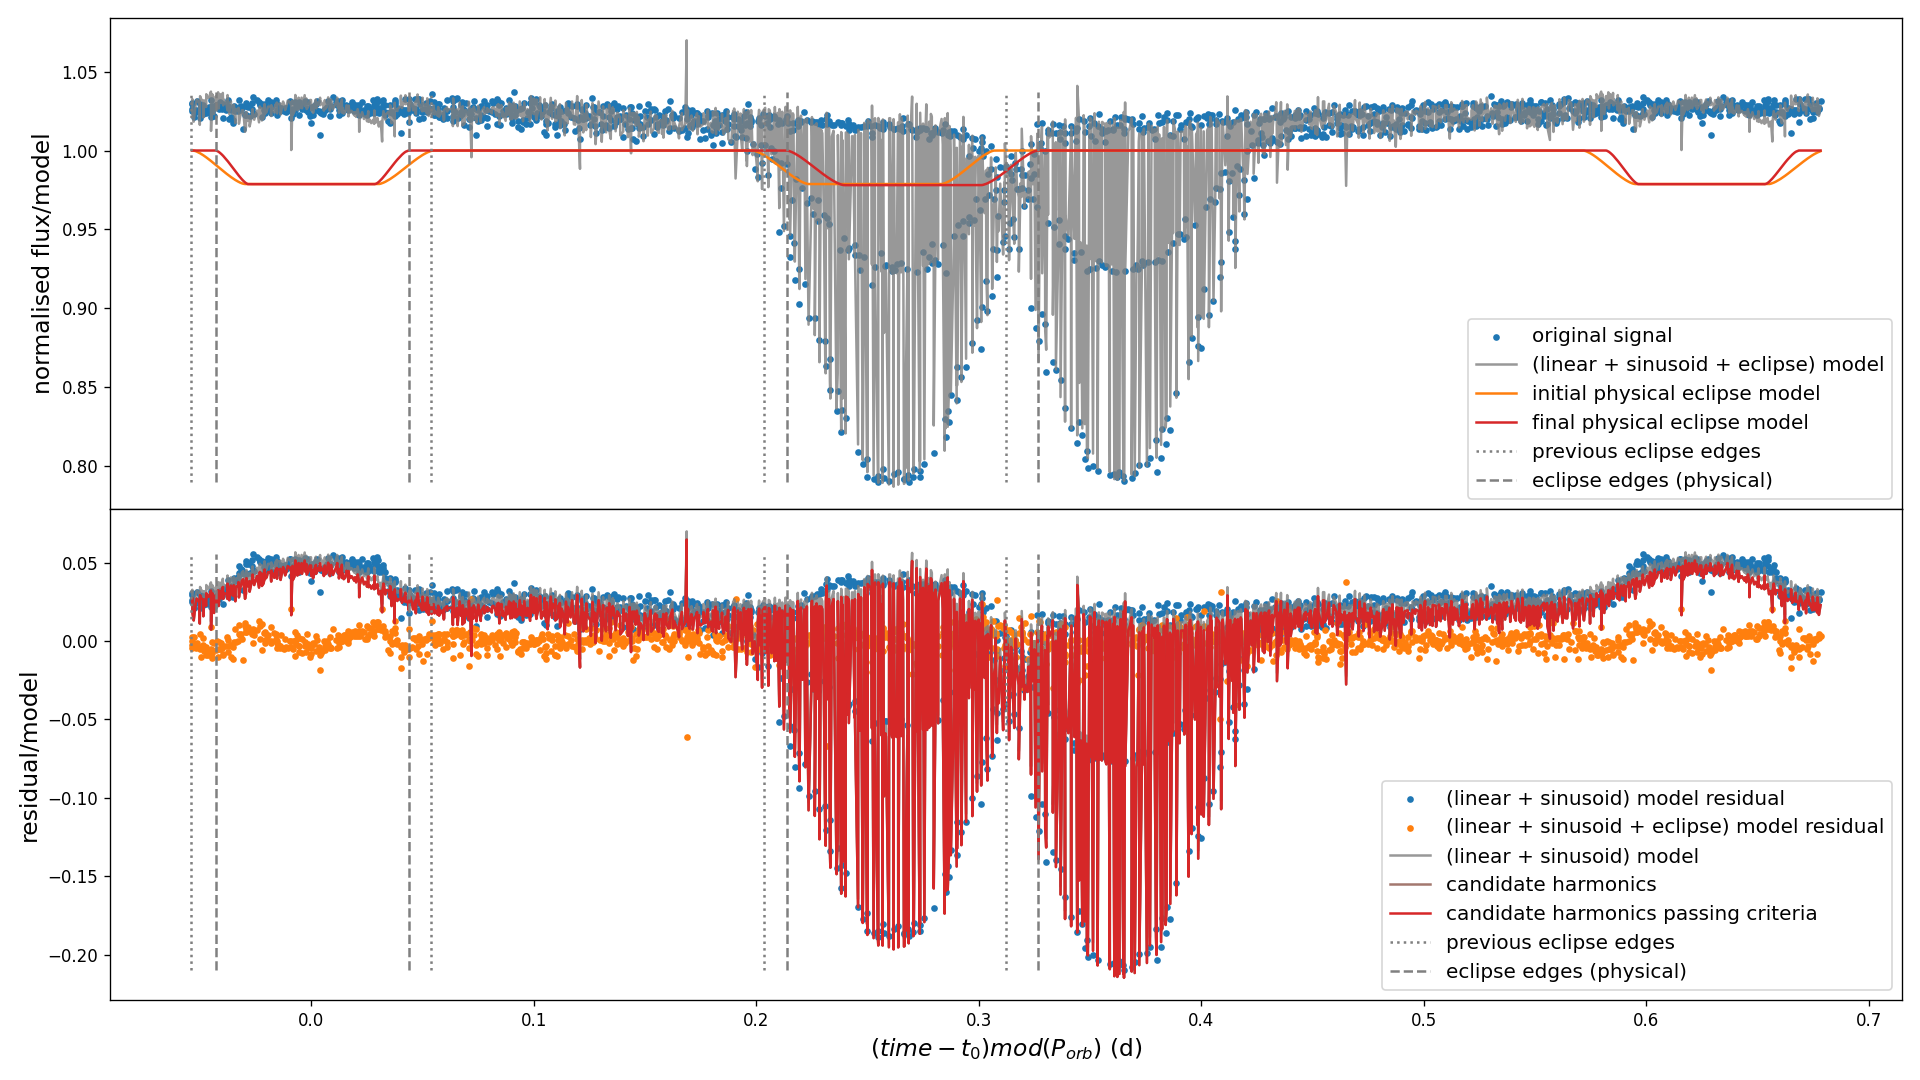 normalised flux/model
1.05
1.00
0.95
0.90
0.85
0.80
original signal
(linear + sinusoid + eclipse) model
initial physical eclipse model
final physical eclipse model
previous eclipse edges
eclipse edges (physical)
residual/model
0.05
0.00
−0.05
−0.10
−0.15
−0.20
(linear + sinusoid) model residual
(linear + sinusoid + eclipse) model residual
(linear + sinusoid) model
candidate harmonics
candidate harmonics passing criteria
previous eclipse edges
eclipse edges (physical)
0.0 0.1 0.2 0.3 0.4 0.5 0.6 0.7
(time − t₀)mod(P_orb) (d)